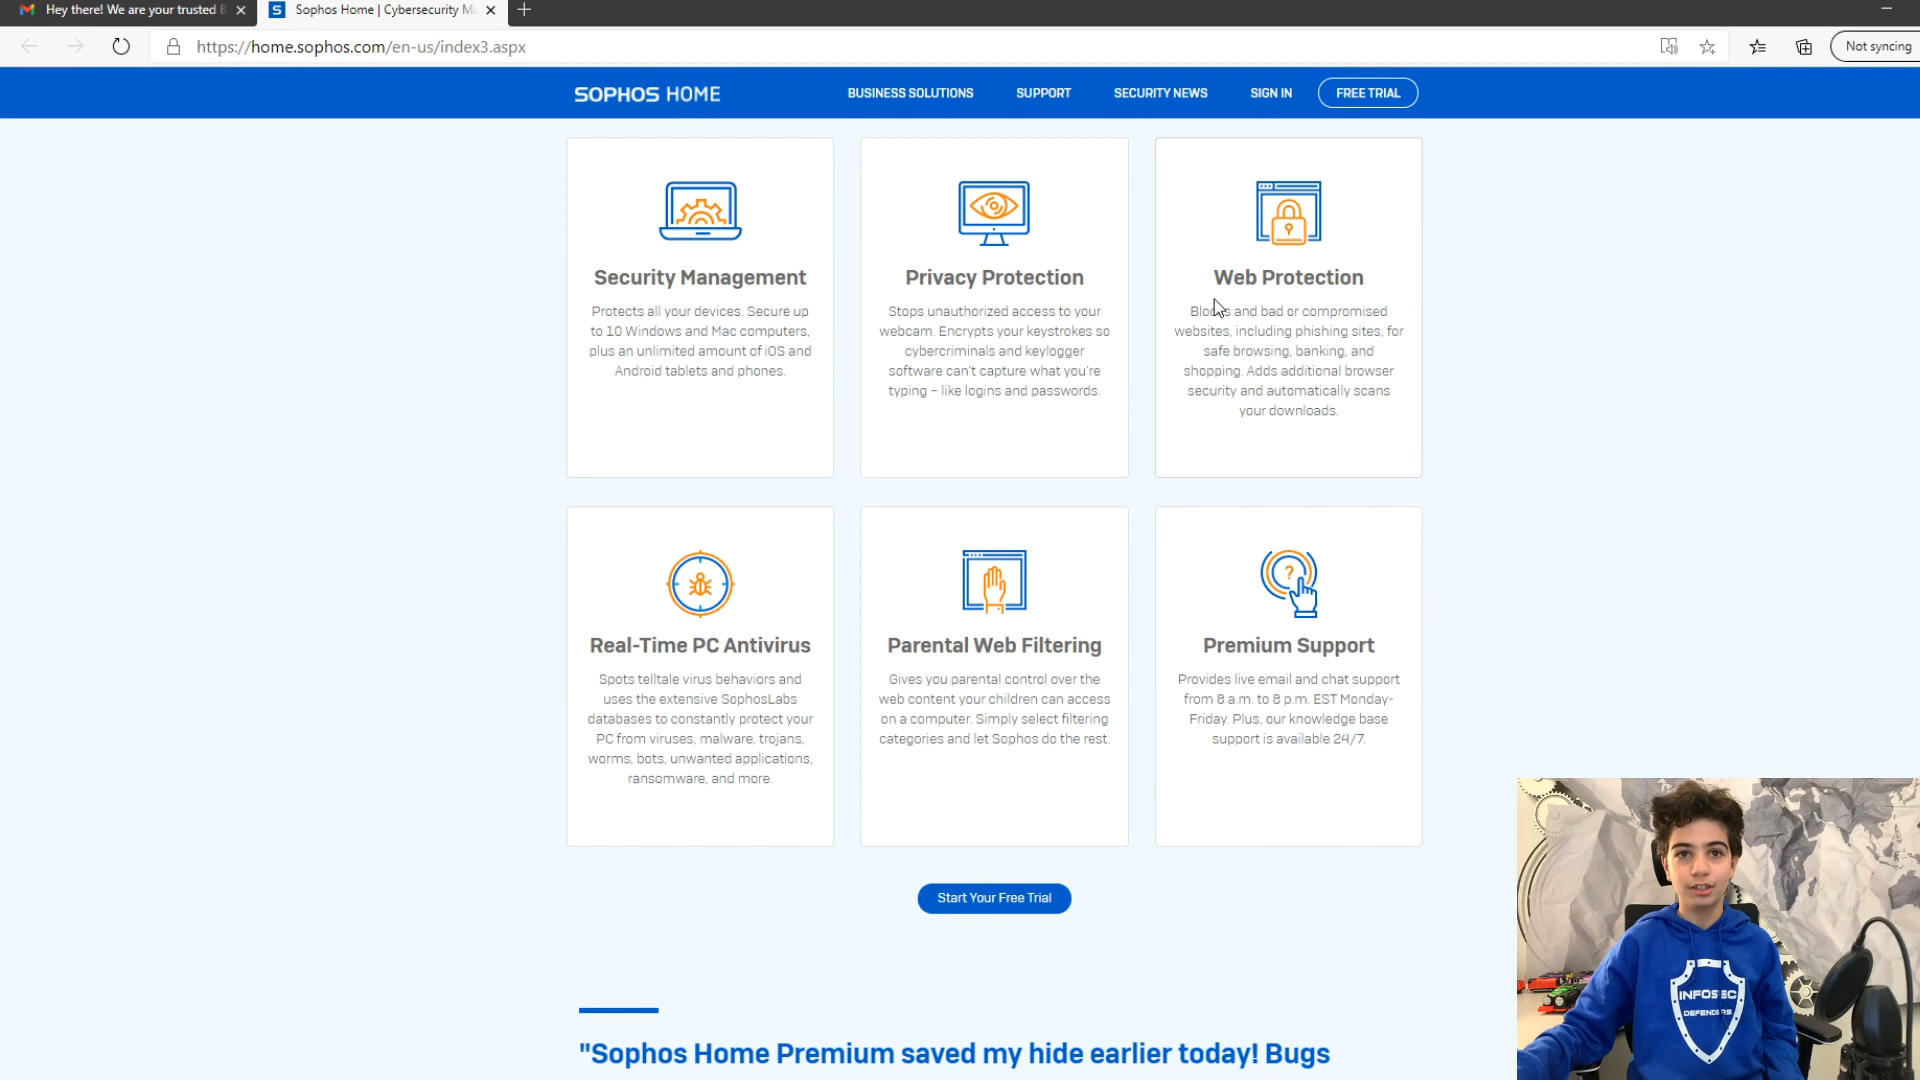 Hey there! We are your trusted
Sophos Home | Cybersecurity
https://home.sophos.com/en-us/index3.aspx
Not syncing
SOPHOS HOME
BUSINESS SOLUTIONS
SUPPORT
SECURITY NEWS
SIGN IN
FREE TRIAL
Security Management
Protects all your devices. Secure up
to 10 Windows and Mac computers,
plus an unlimited amount of iOS and
Android tablets and phones.
Privacy Protection
Stops unauthorized access to your
webcam. Encrypts your keystrokes so
cybercriminals and keylogger
software can't capture what you're
typing – like logins and passwords.
Web Protection
Blocks and bad or compromised
websites, including phishing sites, for
safe browsing, banking, and
shopping. Adds additional browser
security and automatically scans
your downloads.
Real-Time PC Antivirus
Spots telltale virus behaviors and
uses the extensive SophosLabs
databases to constantly protect your
PC from viruses, malware, trojans,
worms, bots, unwanted applications,
ransomware, and more.
Parental Web Filtering
Gives you parental control over the
web content your children can access
on a computer. Simply select filtering
categories and let Sophos do the rest.
Premium Support
Provides live email and chat support
from 8 a.m. to 8 p.m. EST Monday-
Friday. Plus, our knowledge base
support is available 24/7.
Start Your Free Trial
"Sophos Home Premium saved my hide earlier today! Bugs
INFOSEC
DEFENDERS